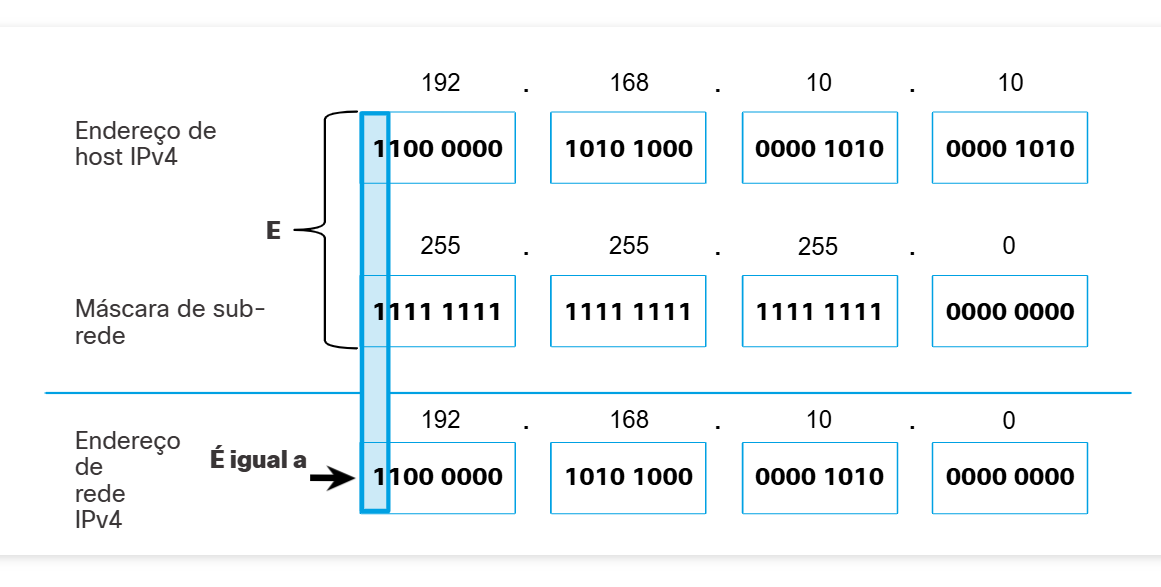 192 . 168 . 10 . 10
Endereço de
host IPv4
1100 0000 1010 1000 0000 1010 0000 1010
E
255 . 255 . 255 . 0
Máscara de sub-
rede
1111 1111 1111 1111 1111 1111 0000 0000
192 . 168 . 10 . 0
Endereço
de
rede
IPv4
É igual a
1100 0000 1010 1000 0000 1010 0000 0000